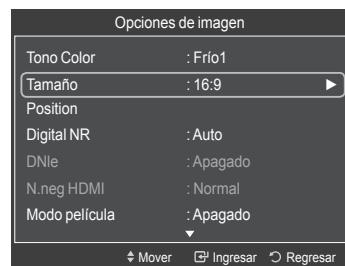 Opciones de imagen
Tono Color : Frío1
Tamaño : 16:9 ►
Position
Digital NR : Auto
DNIe : Apagado
N.neg HDMI : Normal
Modo película : Apagado
▼
Mover Ingresar Regresar